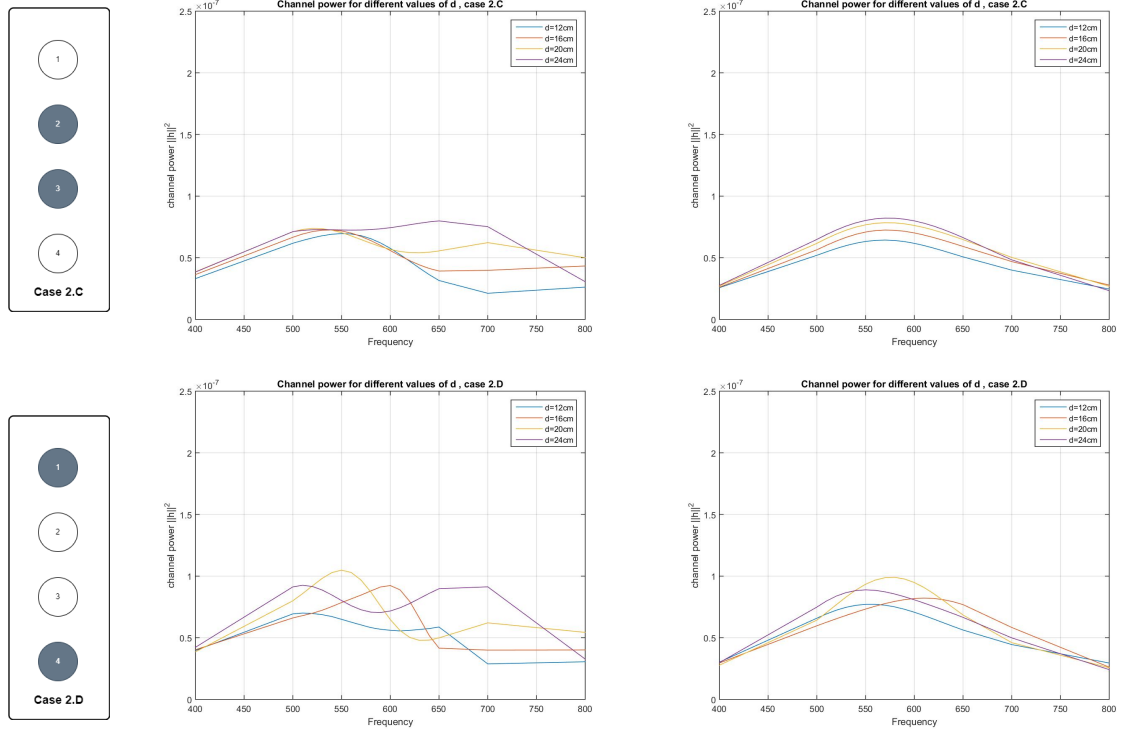 1
2
3
4
Case 2.C
Channel power for different values of d , case 2.C
×10-7
2.5
2
1.5
1
0.5
0
channel power ||h||2
400 450 500 550 600 650 700 750 800
Frequency
d=12cm
d=16cm
d=20cm
d=24cm
Channel power for different values of d , case 2.C
×10-7
2.5
2
1.5
1
0.5
0
channel power ||h||2
400 450 500 550 600 650 700 750 800
Frequency
d=12cm
d=16cm
d=20cm
d=24cm
1
2
3
4
Case 2.D
Channel power for different values of d , case 2.D
×10-7
2.5
2
1.5
1
0.5
0
channel power ||h||2
400 450 500 550 600 650 700 750 800
Frequency
d=12cm
d=16cm
d=20cm
d=24cm
Channel power for different values of d , case 2.D
×10-7
2.5
2
1.5
1
0.5
0
channel power ||h||2
400 450 500 550 600 650 700 750 800
Frequency
d=12cm
d=16cm
d=20cm
d=24cm